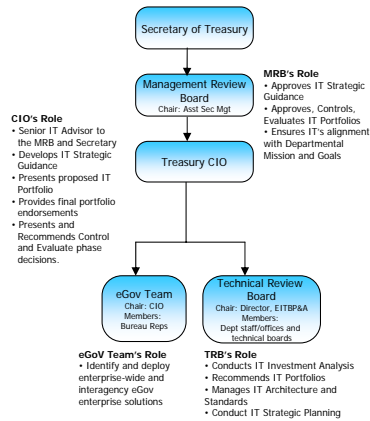 Secretary of Treasury
Management Review
Board
Chair: Asst Sec Mgt
MRB's Role
• Approves IT Strategic
Guidance
• Approves, Controls,
Evaluates IT Portfolios
• Ensures IT's alignment
with Departmental
Mission and Goals
CIO's Role
• Senior IT Advisor to
the MRB and Secretary
• Develops IT Strategic
Guidance
• Presents proposed IT
Portfolio
• Provides final portfolio
endorsements
• Presents and
Recommends Control
and Evaluate phase
decisions.
Treasury CIO
eGov Team
Chair: CIO
Members:
Bureau Reps
Technical Review
Board
Chair: Director, EITBP&A
Members:
Dept staff/offices and
technical boards
eGoV Team's Role
• Identify and deploy
enterprise-wide and
interagency eGov
enterprise solutions
TRB's Role
• Conducts IT Investment Analysis
• Recommends IT Portfolios
• Manages IT Architecture and
Standards
• Conduct IT Strategic Planning